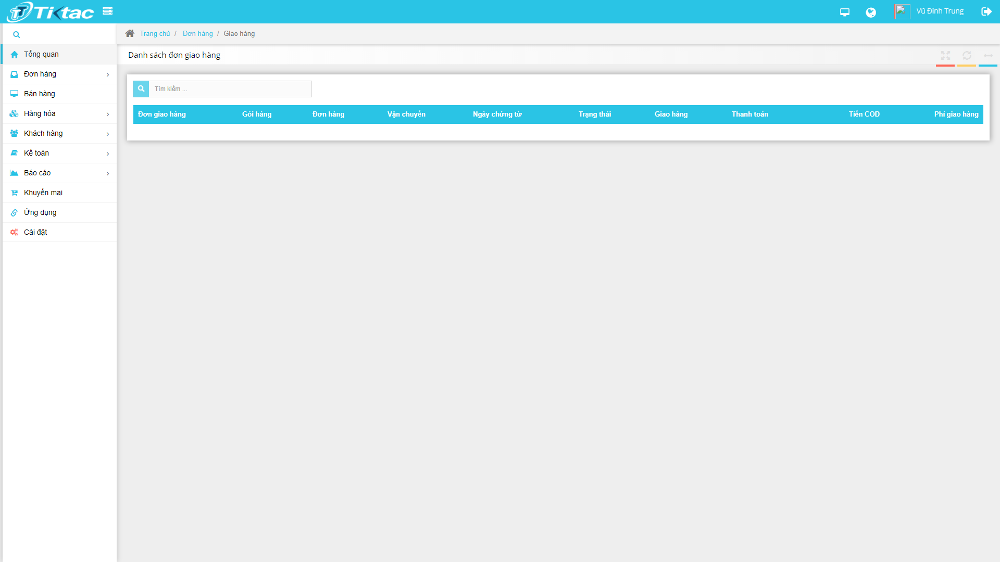 Tiktac
Vũ Đình Trung
Trang chủ / Đơn hàng / Giao hàng
Danh sách đơn giao hàng
Tổng quan
Đơn hàng
Bán hàng
Hàng hóa
Khách hàng
Kế toán
Báo cáo
Khuyến mại
Ứng dụng
Cài đặt
Tìm kiếm ...
Đơn giao hàng Gói hàng Đơn hàng Vận chuyển Ngày chứng từ Trạng thái Giao hàng Thanh toán Tiền COD Phí giao hàng